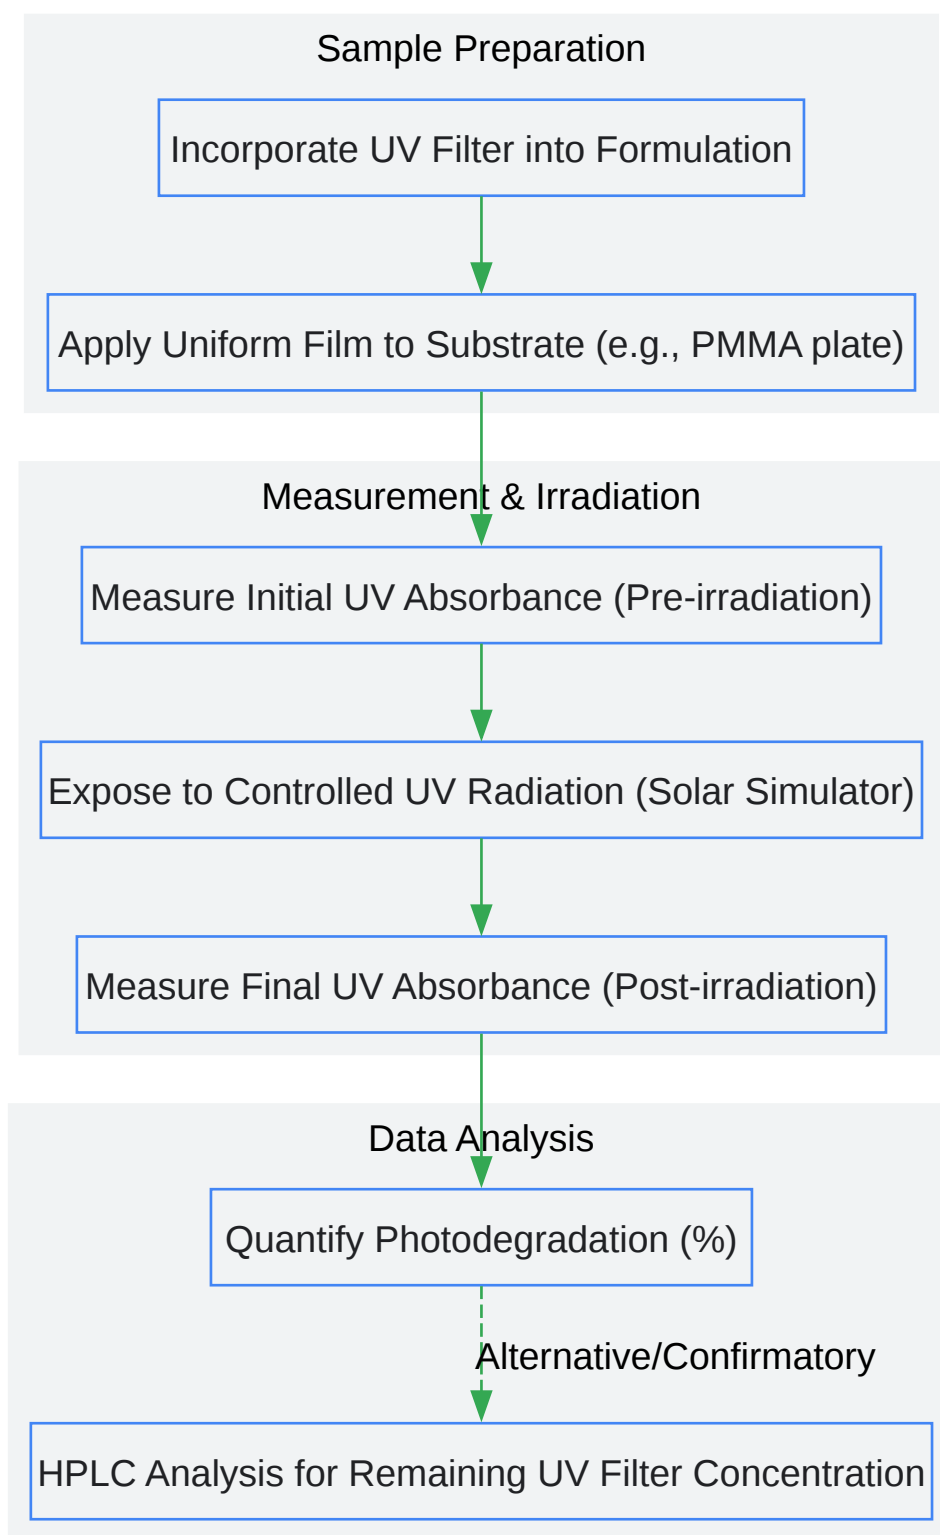 Sample Preparation
Incorporate UV Filter into Formulation
Apply Uniform Film to Substrate (e.g., PMMA plate)
Measurement & Irradiation
Measure Initial UV Absorbance (Pre-irradiation)
Expose to Controlled UV Radiation (Solar Simulator)
Measure Final UV Absorbance (Post-irradiation)
Data Analysis
Quantify Photodegradation (%)
Alternative/Confirmatory
HPLC Analysis for Remaining UV Filter Concentration